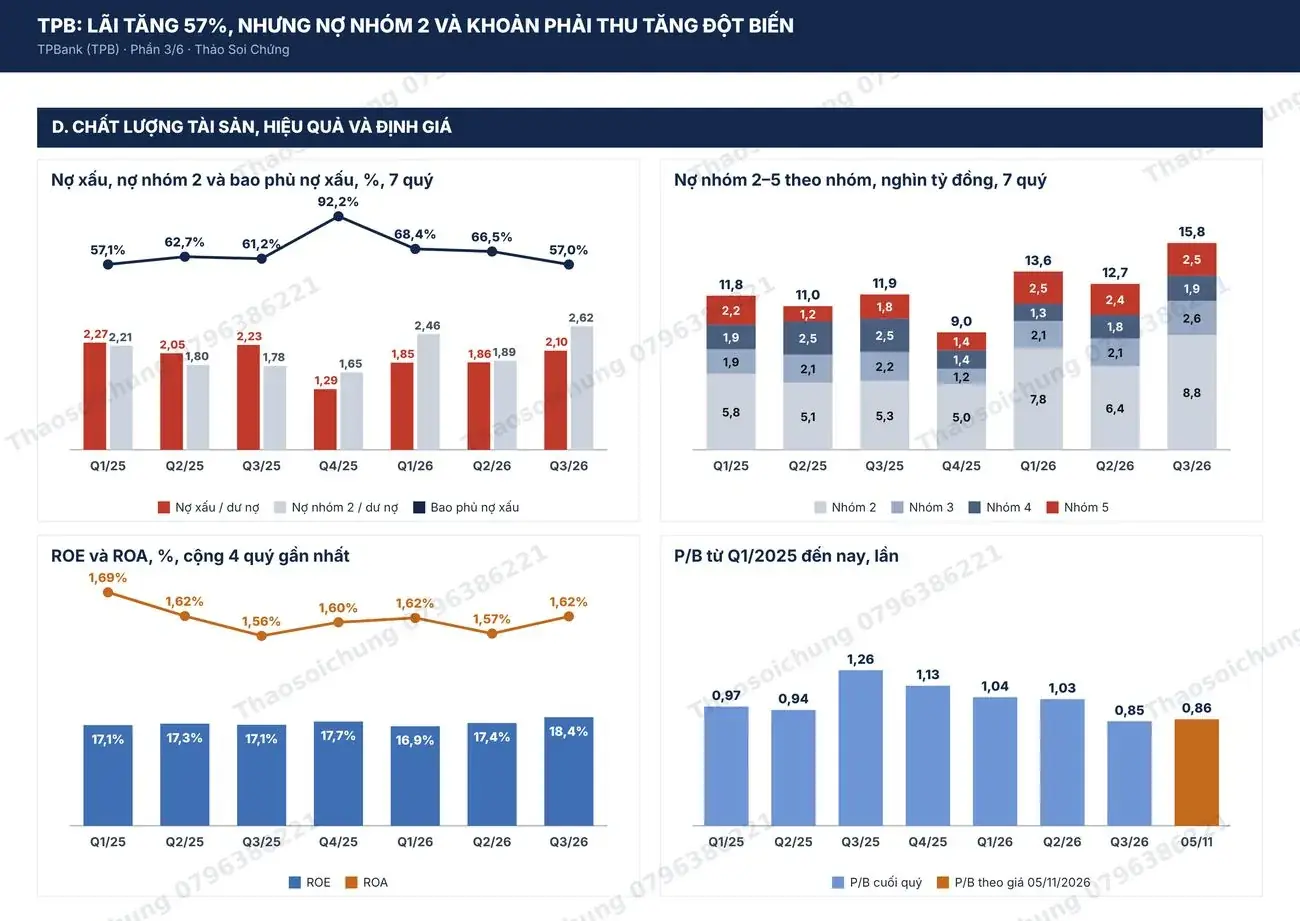 TPB: LÃI TĂNG 57%, NHƯNG NỢ NHÓM 2 VÀ KHOẢN PHẢI THU TĂNG ĐỘT BIẾN
TPBank (TPB) · Phần 3/6 · Thảo Soi Chứng
D. CHẤT LƯỢNG TÀI SẢN, HIỆU QUẢ VÀ ĐỊNH GIÁ
Nợ xấu, nợ nhóm 2 và bao phủ nợ xấu, %, 7 quý
57,1% 62,7% 61,2% 92,2% 68,4% 66,5% 57,0%
2,27 2,21 2,05 1,80 2,23 1,78 1,29 1,65 1,85 2,46 1,86 1,89 2,10 2,62
Q1/25 Q2/25 Q3/25 Q4/25 Q1/26 Q2/26 Q3/26
Nợ xấu / dư nợ Nợ nhóm 2 / dư nợ Bao phủ nợ xấu
Nợ nhóm 2–5 theo nhóm, nghìn tỷ đồng, 7 quý
11,8 11,0 11,9 9,0 13,6 12,7 15,8
2,2 1,2 1,8 1,4 2,5 2,4 2,5
1,9 2,5 2,5 1,4 1,3 1,8 1,9
1,9 2,1 2,2 1,2 2,1 2,1 2,6
5,8 5,1 5,3 5,0 7,8 6,4 8,8
Q1/25 Q2/25 Q3/25 Q4/25 Q1/26 Q2/26 Q3/26
Nhóm 2 Nhóm 3 Nhóm 4 Nhóm 5
ROE và ROA, %, cộng 4 quý gần nhất
1,69% 1,62% 1,56% 1,60% 1,62% 1,57% 1,62%
17,1% 17,3% 17,1% 17,7% 16,9% 17,4% 18,4%
Q1/25 Q2/25 Q3/25 Q4/25 Q1/26 Q2/26 Q3/26
ROE ROA
P/B từ Q1/2025 đến nay, lần
0,97 0,94 1,26 1,13 1,04 1,03 0,85 0,86
Q1/25 Q2/25 Q3/25 Q4/25 Q1/26 Q2/26 Q3/26 05/11
P/B cuối quý P/B theo giá 05/11/2026
Thaosoichung 0796386221